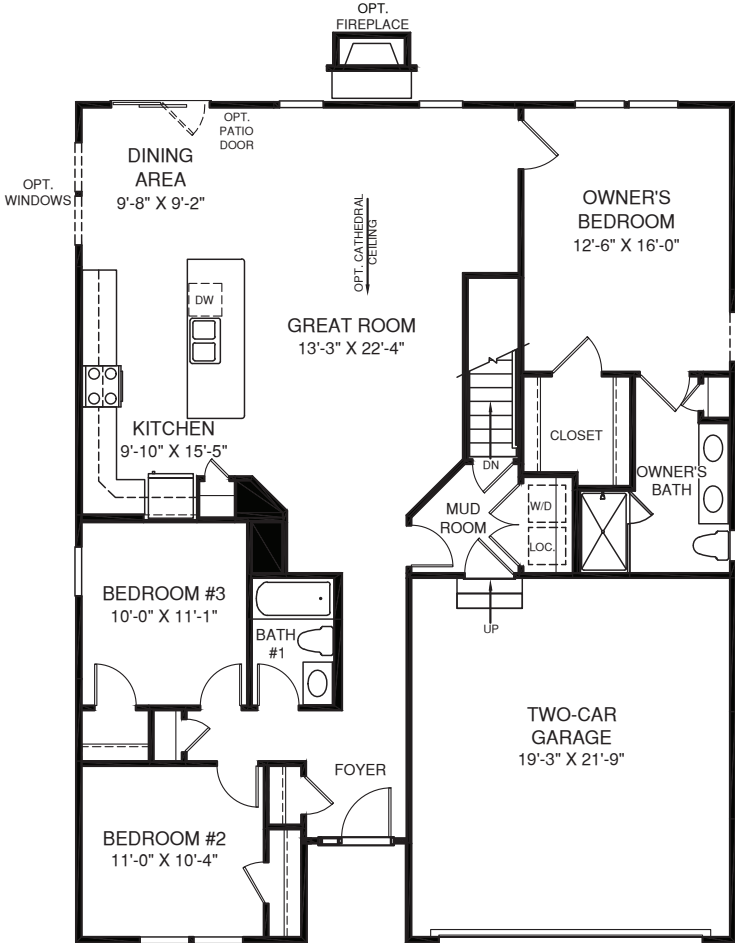 OPT.
FIREPLACE
OPT.
PATIO
DOOR
DINING
AREA
9'-8" X 9'-2"
OPT.
WINDOWS
OPT. CATHEDRAL
CEILING
OWNER'S
BEDROOM
12'-6" X 16'-0"
DW
GREAT ROOM
13'-3" X 22'-4"
KITCHEN
9'-10" X 15'-5"
DN
CLOSET
OWNER'S
BATH
MUD
ROOM
W/D
LOC.
UP
BEDROOM #3
10'-0" X 11'-1"
BATH
#1
TWO-CAR
GARAGE
19'-3" X 21'-9"
FOYER
BEDROOM #2
11'-0" X 10'-4"